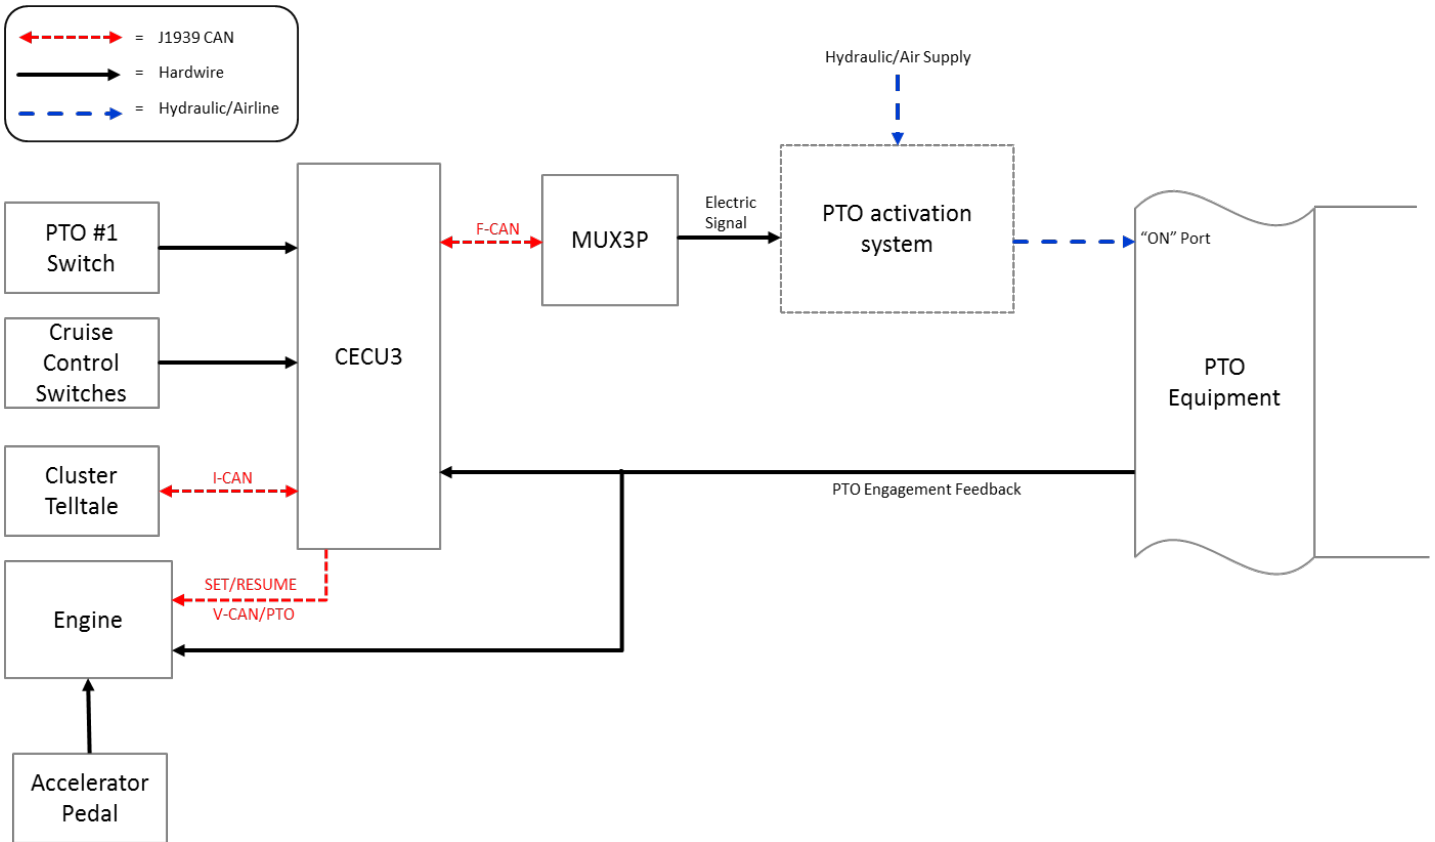 = J1939 CAN
= Hardwire
= Hydraulic/Airline
Hydraulic/Air Supply
PTO #1
Switch
Cruise
Control
Switches
Cluster
Telltale
Engine
Accelerator
Pedal
CECU3
I-CAN
SET/RESUME
V-CAN/PTO
F-CAN
MUX3P
Electric
Signal
PTO activation
system
"ON" Port
PTO
Equipment
PTO Engagement Feedback